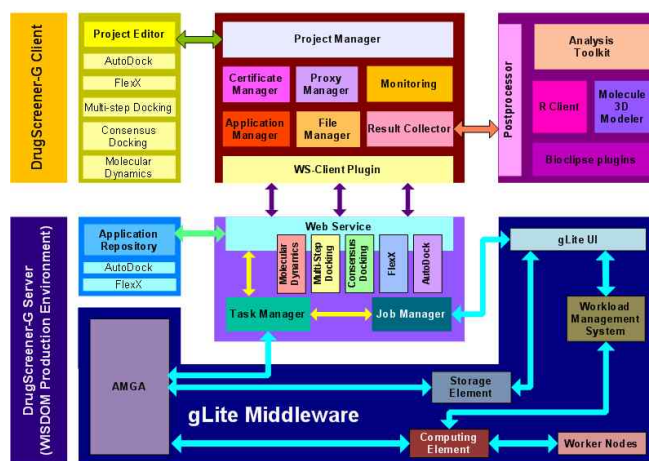 DrugScreener-G Client
Project Editor
AutoDock
FlexX
Multi-step Docking
Consensus
Docking
Molecular
Dynamics
Project Manager
Certificate
Manager
Proxy
Manager
Monitoring
Application
Manager
File
Manager
Result Collector
WS-Client Plugin
Postprocessor
Analysis
Toolkit
R Client
Molecule
3D
Modeler
Bioclipse plugins
DrugScreener-G Server
(WISDOM Production Environment)
Application
Repository
AutoDock
FlexX
Web Service
Molecular
Dynamics
Multi-Step
Docking
Consensus
Docking
FlexX
AutoDock
Task Manager
Job Manager
gLite UI
Workload
Management
System
AMGA
Storage
Element
gLite Middleware
Computing
Element
Worker Nodes